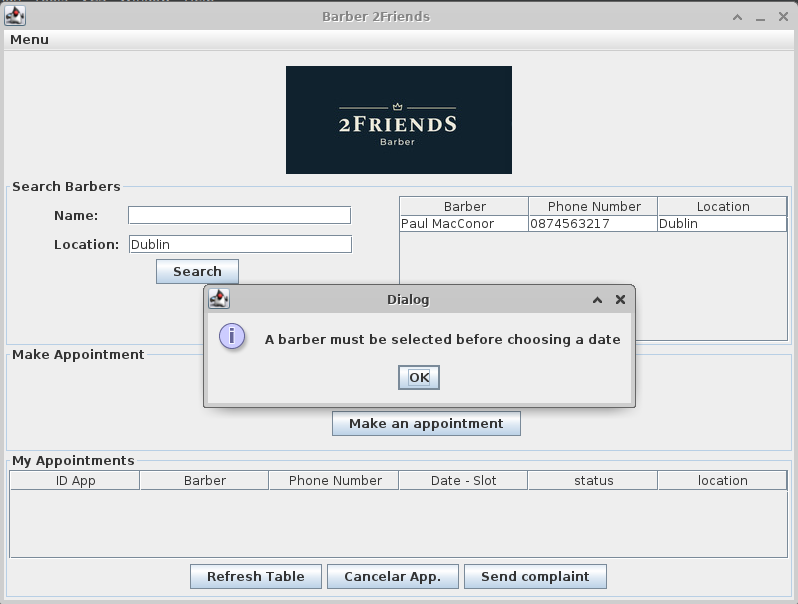 Barber 2Friends
Menu
2FRIENDS
Barber
Search Barbers
Name:
Location: Dublin
Search
Barber Phone Number Location
Paul MacConor 0874563217 Dublin
Dialog
i
A barber must be selected before choosing a date
OK
Make Appointment
Make an appointment
My Appointments
ID App Barber Phone Number Date - Slot status location
Refresh Table Cancelar App. Send complaint